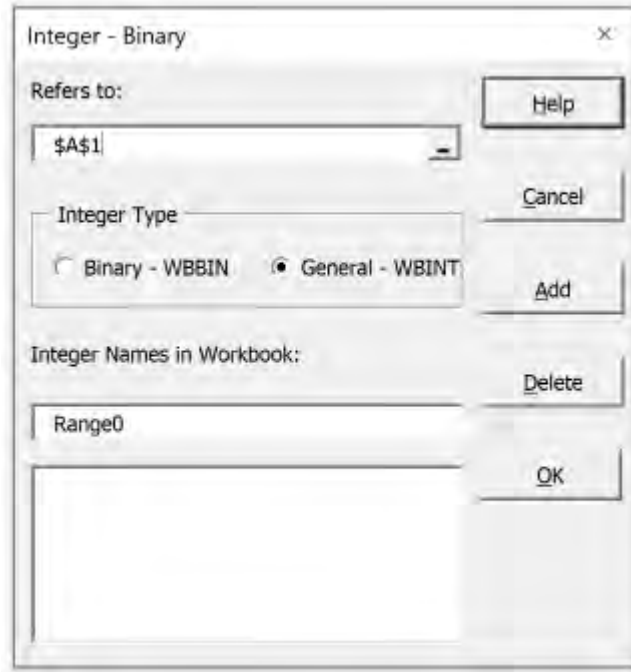 Integer - Binary
Refers to:
Help
$A$1
Cancel
Integer Type
Binary - WBBIN
General - WBINT
Add
Integer Names in Workbook:
Delete
Range0
OK